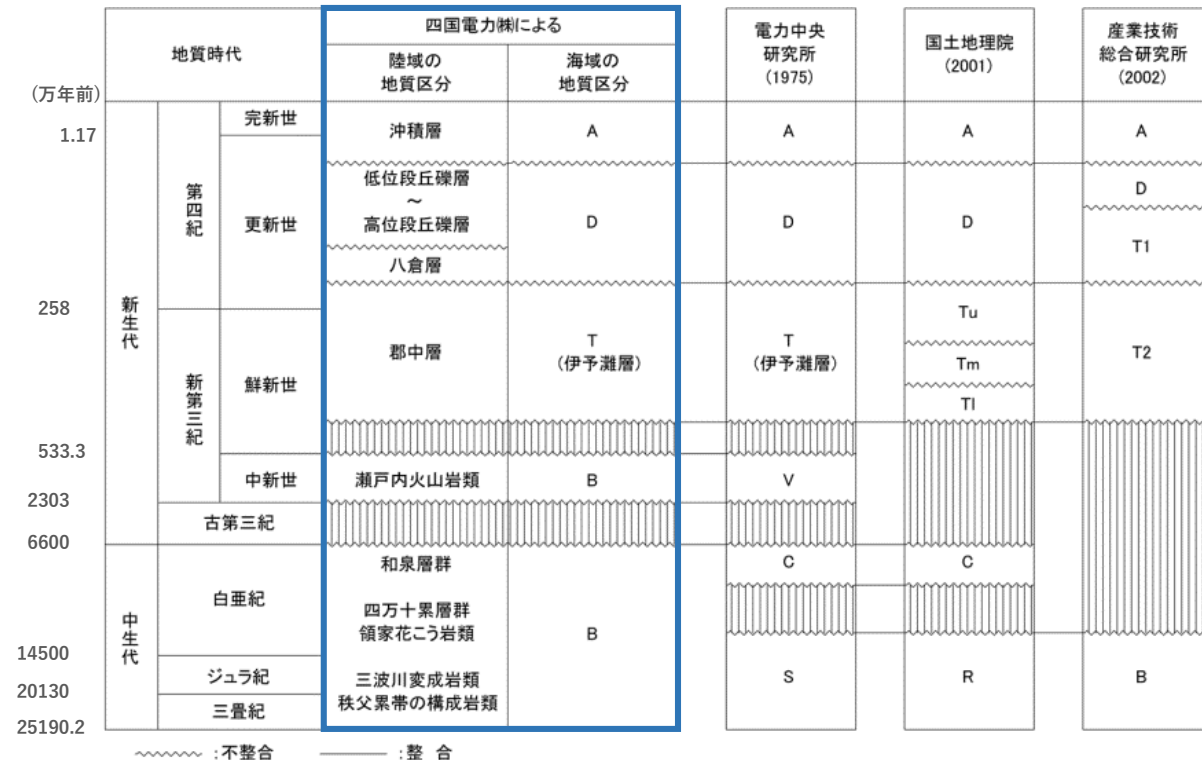 地質時代
四国電力㈱による
陸域の
地質区分
海域の
地質区分
電力中央
研究所
(1975)
国土地理院
(2001)
産業技術
総合研究所
(2002)
(万年前)
1.17
258
533.3
2303
6600
14500
20130
25190.2
新生代
中生代
第四紀
新第三紀
古第三紀
白亜紀
ジュラ紀
三畳紀
完新世
更新世
鮮新世
中新世
沖積層
低位段丘礫層
～
高位段丘礫層
八倉層
郡中層
瀬戸内火山岩類
和泉層群
四万十累層群
領家花こう岩類
三波川変成岩類
秩父累帯の構成岩類
A
D
T
(伊予灘層)
B
B
A
D
T
(伊予灘層)
V
C
S
A
D
Tu
Tm
Tl
C
R
A
D
T1
T2
B
:不整合
:整 合